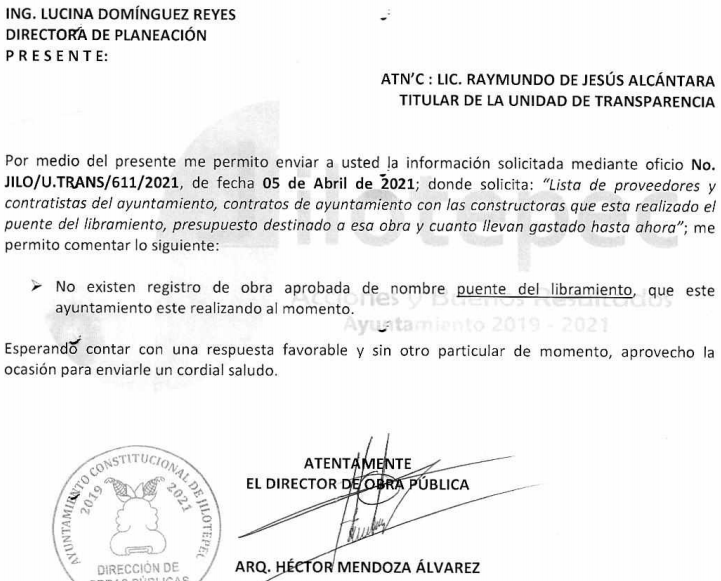 ING. LUCINA DOMÍNGUEZ REYES
DIRECTORA DE PLANEACIÓN
P R E S E N T E:
ATN'C : LIC. RAYMUNDO DE JESÚS ALCÁNTARA
TITULAR DE LA UNIDAD DE TRANSPARENCIA
Por medio del presente me permito enviar a usted la información solicitada mediante oficio No.
JILO/U.TRANS/611/2021, de fecha 05 de Abril de 2021; donde solicita: "Lista de proveedores y
contratistas del ayuntamiento, contratos de ayuntamiento con las constructoras que esta realizado el
puente del libramiento, presupuesto destinado a esa obra y cuanto llevan gastado hasta ahora"; me
permito comentar lo siguiente:
➢ No existen registro de obra aprobada de nombre puente del libramiento, que este
ayuntamiento este realizando al momento.
Jilotepec
Acciones y Buenos Resultados
Ayuntamiento 2019 - 2021
Esperando contar con una respuesta favorable y sin otro particular de momento, aprovecho la
ocasión para enviarle un cordial saludo.
ATENTAMENTE
EL DIRECTOR DE OBRA PÚBLICA
ARQ. HÉCTOR MENDOZA ÁLVAREZ
AYUNTAMIENTO CONSTITUCIONAL DE JILOTEPEC
2019 2021
DIRECCIÓN DE
OBRAS PÚBLICAS